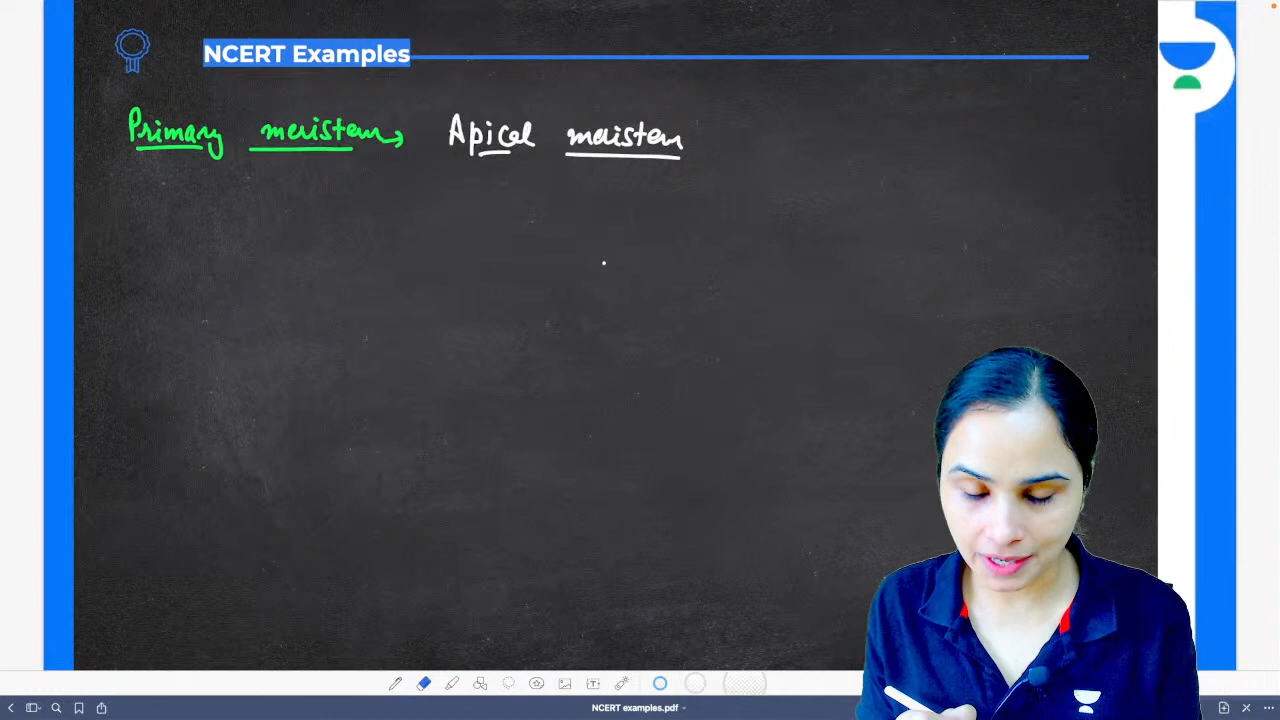 NCERT Examples
Primary meristem → Apical meristem
NCERT examples.pdf